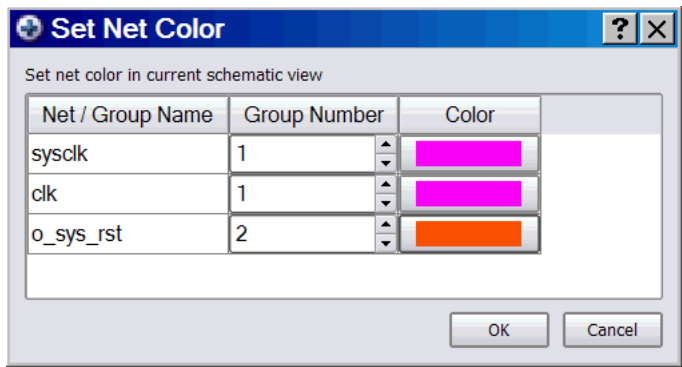 Set Net Color ? X
Set net color in current schematic view
Net / Group Name Group Number Color
sysclk 1
clk 1
o_sys_rst 2
OK Cancel